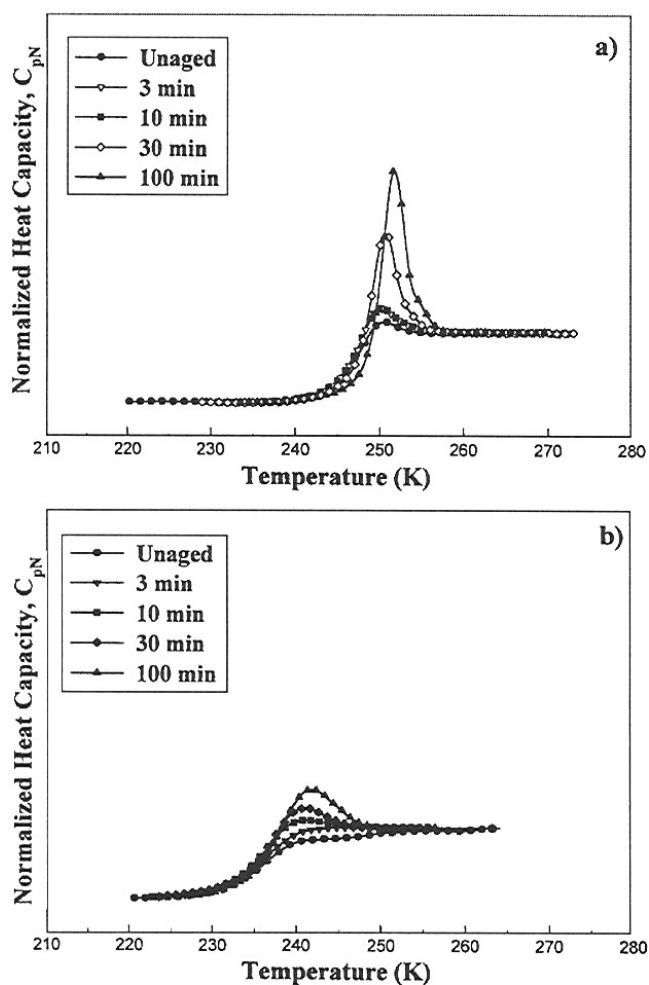 a)
Unaged
3 min
10 min
30 min
100 min
Normalized Heat Capacity, C_pN
210 220 230 240 250 260 270 280
Temperature (K)
b)
Unaged
3 min
10 min
30 min
100 min
Normalized Heat Capacity, C_pN
210 220 230 240 250 260 270 280
Temperature (K)